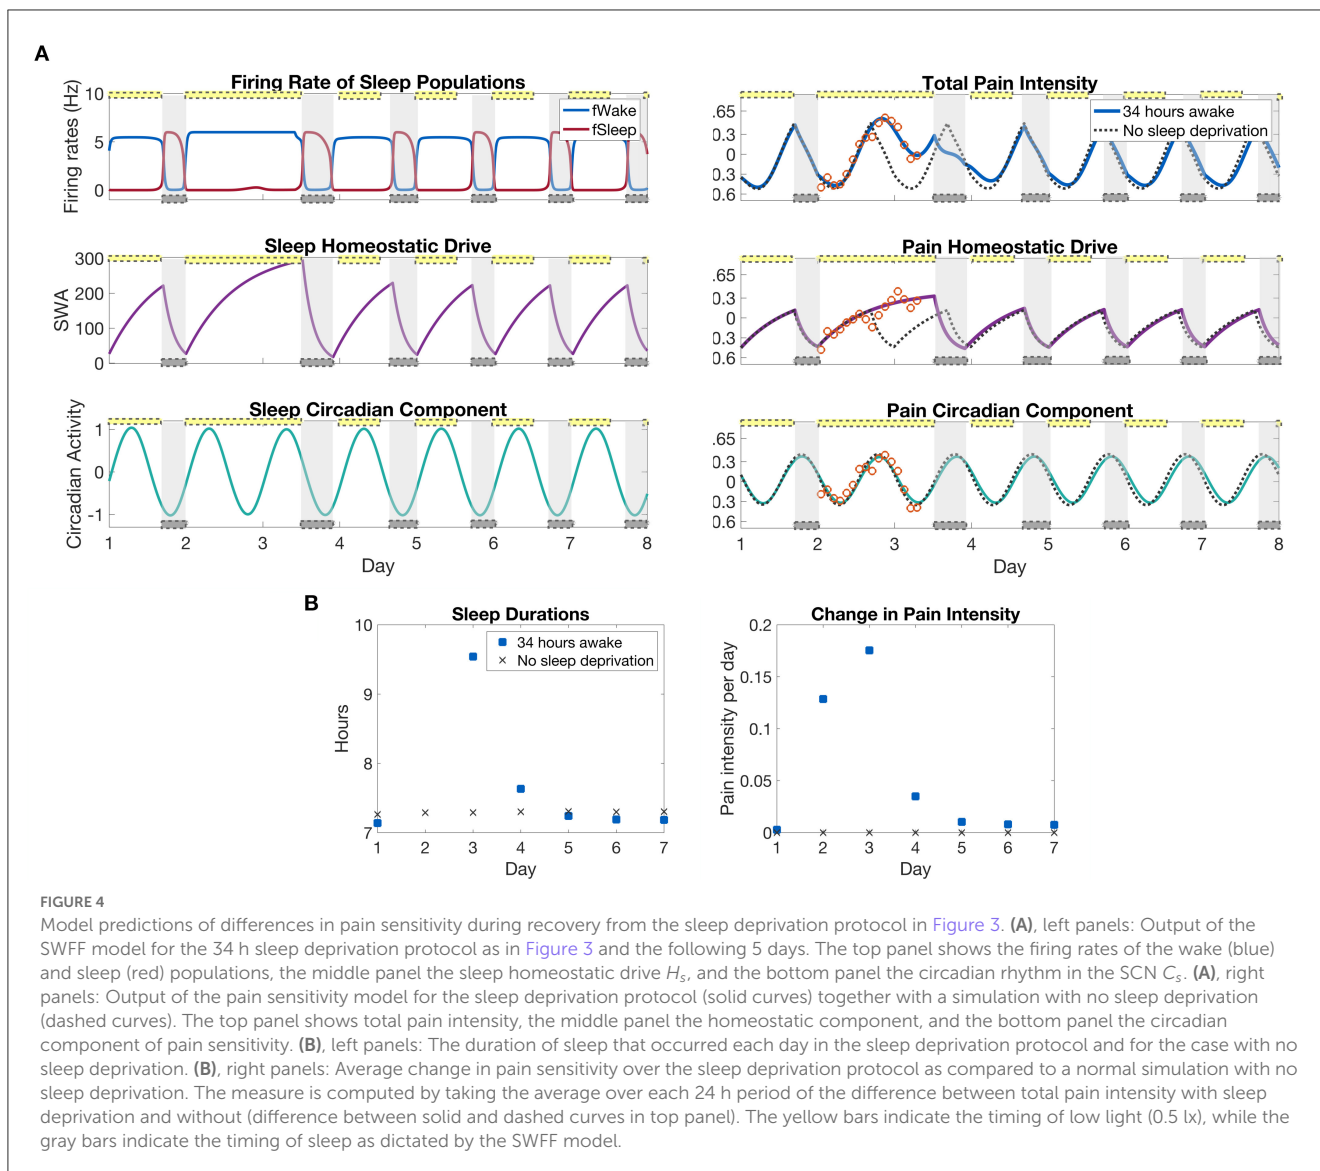 A
Firing Rate of Sleep Populations
Firing rates (Hz)
10
5
0
fWake
fSleep
Total Pain Intensity
.65
0.3
0
0.3
0.6
34 hours awake
No sleep deprivation
Sleep Homeostatic Drive
SWA
300
200
100
0
Pain Homeostatic Drive
.65
0.3
0
0.3
0.6
Sleep Circadian Component
Circadian Activity
1
0
-1
1 2 3 4 5 6 7 8
Day
Pain Circadian Component
.65
0.3
0
0.3
0.6
1 2 3 4 5 6 7 8
Day
B
Sleep Durations
Hours
10
9
8
7
34 hours awake
No sleep deprivation
1 2 3 4 5 6 7
Day
Change in Pain Intensity
Pain intensity per day
0.2
0.15
0.1
0.05
0
1 2 3 4 5 6 7
Day
FIGURE 4
Model predictions of differences in pain sensitivity during recovery from the sleep deprivation protocol in Figure 3. (A), left panels: Output of the
SWFF model for the 34 h sleep deprivation protocol as in Figure 3 and the following 5 days. The top panel shows the firing rates of the wake (blue)
and sleep (red) populations, the middle panel the sleep homeostatic drive Hs, and the bottom panel the circadian rhythm in the SCN Cs. (A), right
panels: Output of the pain sensitivity model for the sleep deprivation protocol (solid curves) together with a simulation with no sleep deprivation
(dashed curves). The top panel shows total pain intensity, the middle panel the homeostatic component, and the bottom panel the circadian
component of pain sensitivity. (B), left panels: The duration of sleep that occurred each day in the sleep deprivation protocol and for the case with no
sleep deprivation. (B), right panels: Average change in pain sensitivity over the sleep deprivation protocol as compared to a normal simulation with no
sleep deprivation. The measure is computed by taking the average over each 24 h period of the difference between total pain intensity with sleep
deprivation and without (difference between solid and dashed curves in top panel). The yellow bars indicate the timing of low light (0.5 lx), while the
gray bars indicate the timing of sleep as dictated by the SWFF model.